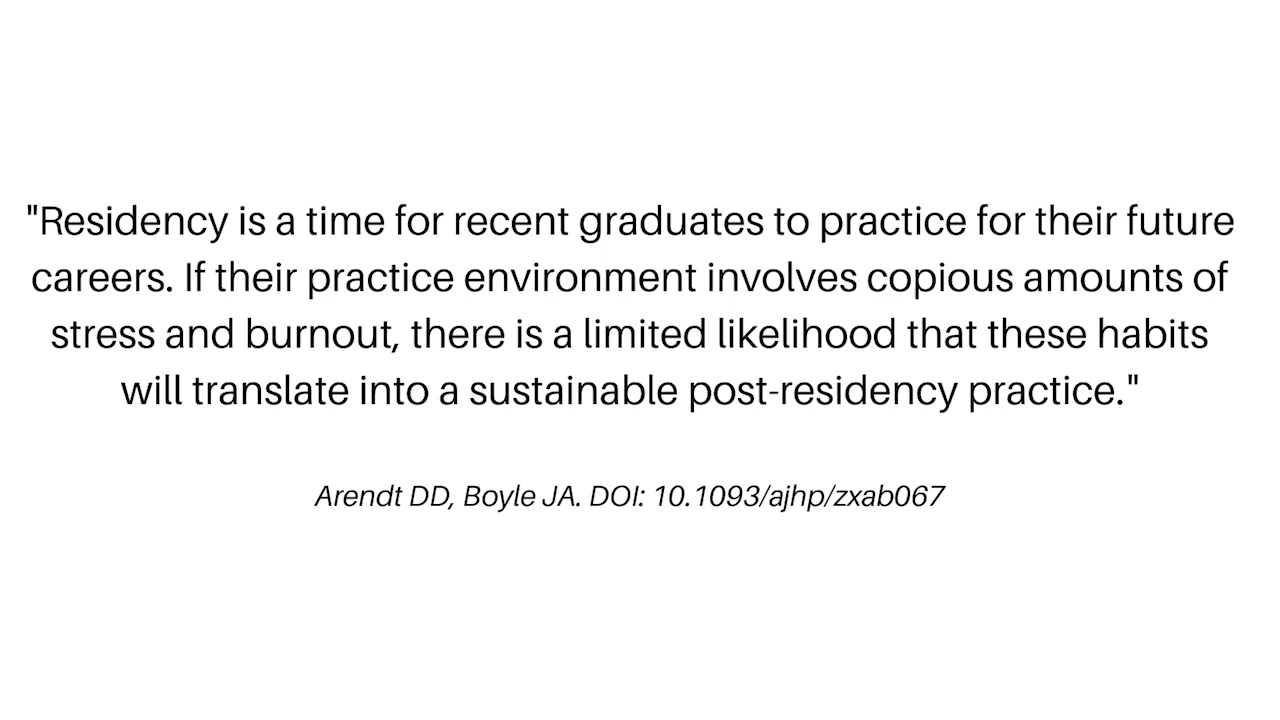 "Residency is a time for recent graduates to practice for their future
careers. If their practice environment involves copious amounts of
stress and burnout, there is a limited likelihood that these habits
will translate into a sustainable post-residency practice."
Arendt DD, Boyle JA. DOI: 10.1093/ajhp/zxab067